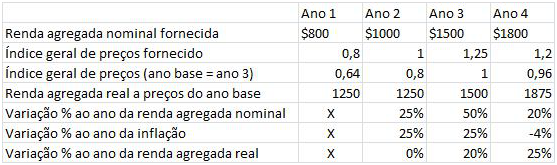 Ano 1 Ano 2 Ano 3 Ano 4
Renda agregada nominal fornecida $800 $1000 $1500 $1800
Índice geral de preços fornecido 0,8 1 1,25 1,2
Índice geral de preços (ano base = ano 3) 0,64 0,8 1 0,96
Renda agregada real a preços do ano base 1250 1250 1500 1875
Variação % ao ano da renda agregada nominal X 25% 50% 20%
Variação % ao ano da inflação X 25% 25% -4%
Variação % ao ano da renda agregada real X 0% 20% 25%